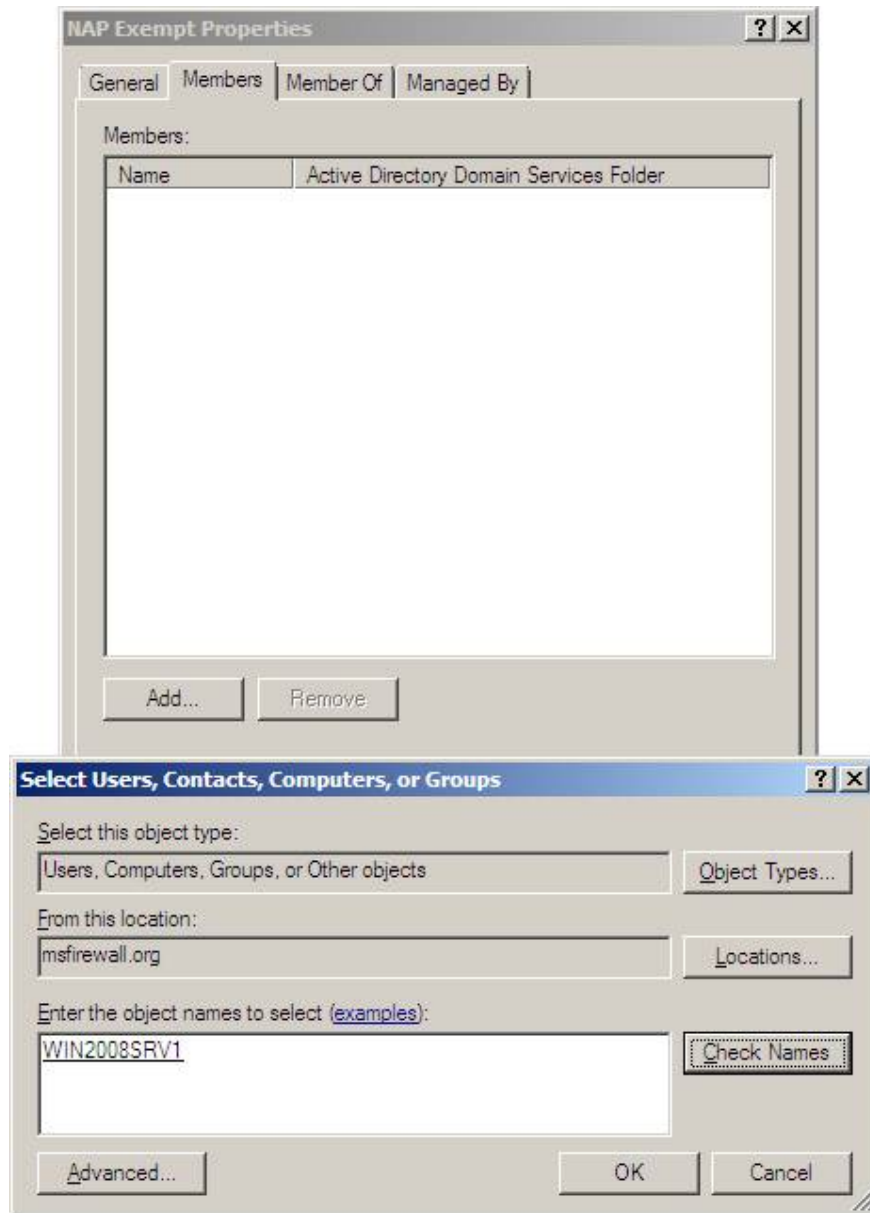 NAP Exempt Properties
General Members Member Of Managed By
Members:
Name Active Directory Domain Services Folder
Add... Remove
Select Users, Contacts, Computers, or Groups
Select this object type:
Users, Computers, Groups, or Other objects Object Types...
From this location:
msfirewall.org Locations...
Enter the object names to select (examples):
WIN2008SRV1 Check Names
Advanced... OK Cancel